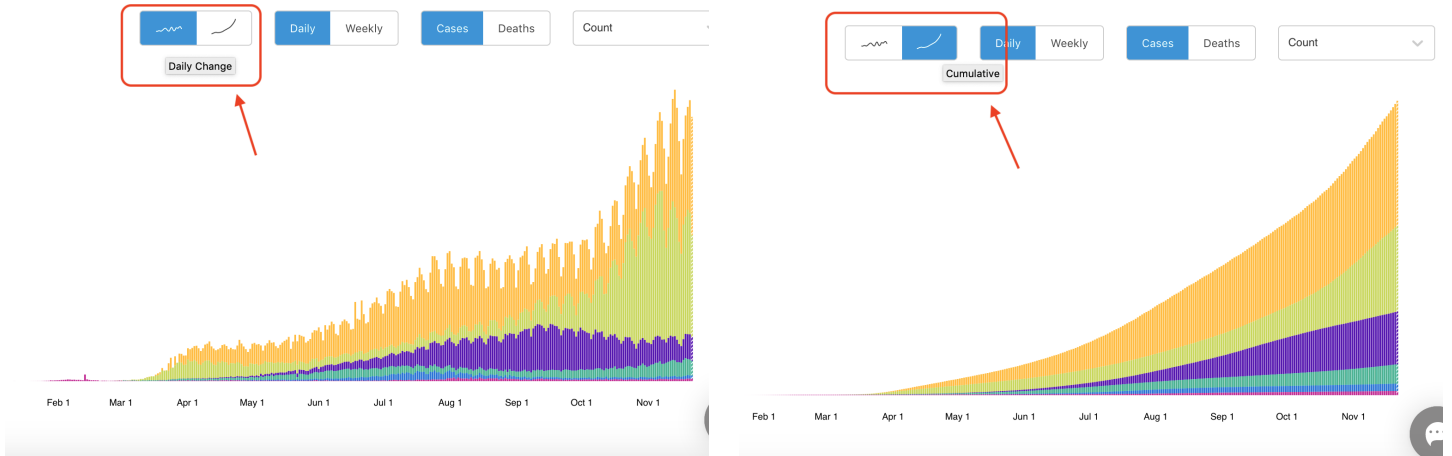 Daily Weekly Cases Deaths Count
Daily Change
Feb 1 Mar 1 Apr 1 May 1 Jun 1 Jul 1 Aug 1 Sep 1 Oct 1 Nov 1
Daily Weekly Cases Deaths Count
Cumulative
Feb 1 Mar 1 Apr 1 May 1 Jun 1 Jul 1 Aug 1 Sep 1 Oct 1 Nov 1